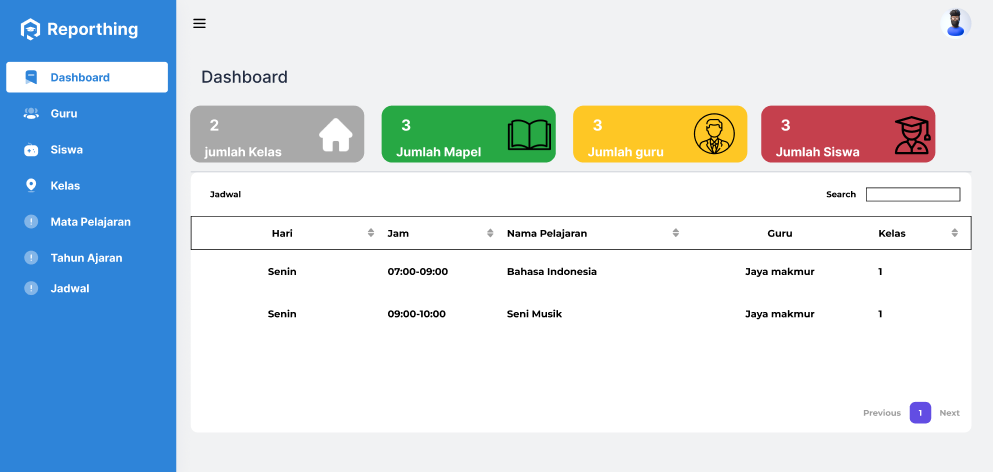 Reporthing
Dashboard
Guru
Siswa
Kelas
Mata Pelajaran
Tahun Ajaran
Jadwal
Dashboard
2
jumlah Kelas
3
Jumlah Mapel
3
Jumlah guru
3
Jumlah Siswa
Jadwal Search
Hari Jam Nama Pelajaran Guru Kelas
Senin 07:00-09:00 Bahasa Indonesia Jaya makmur 1
Senin 09:00-10:00 Seni Musik Jaya makmur 1
Previous 1 Next